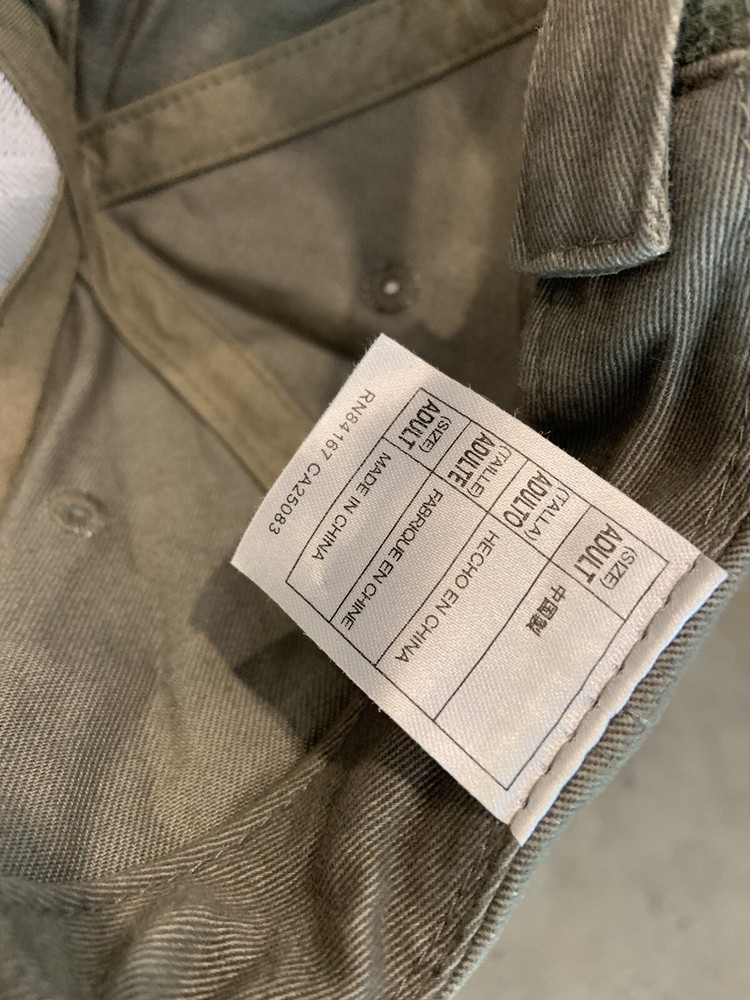 RN84167 CA25083
(SIZE)
ADULT
MADE IN CHINA
(TAILLE)
ADULTE
FABRIQUE EN CHINE
(TALLA)
ADULTO
HECHO EN CHINA
(SIZE)
ADULT
中国製